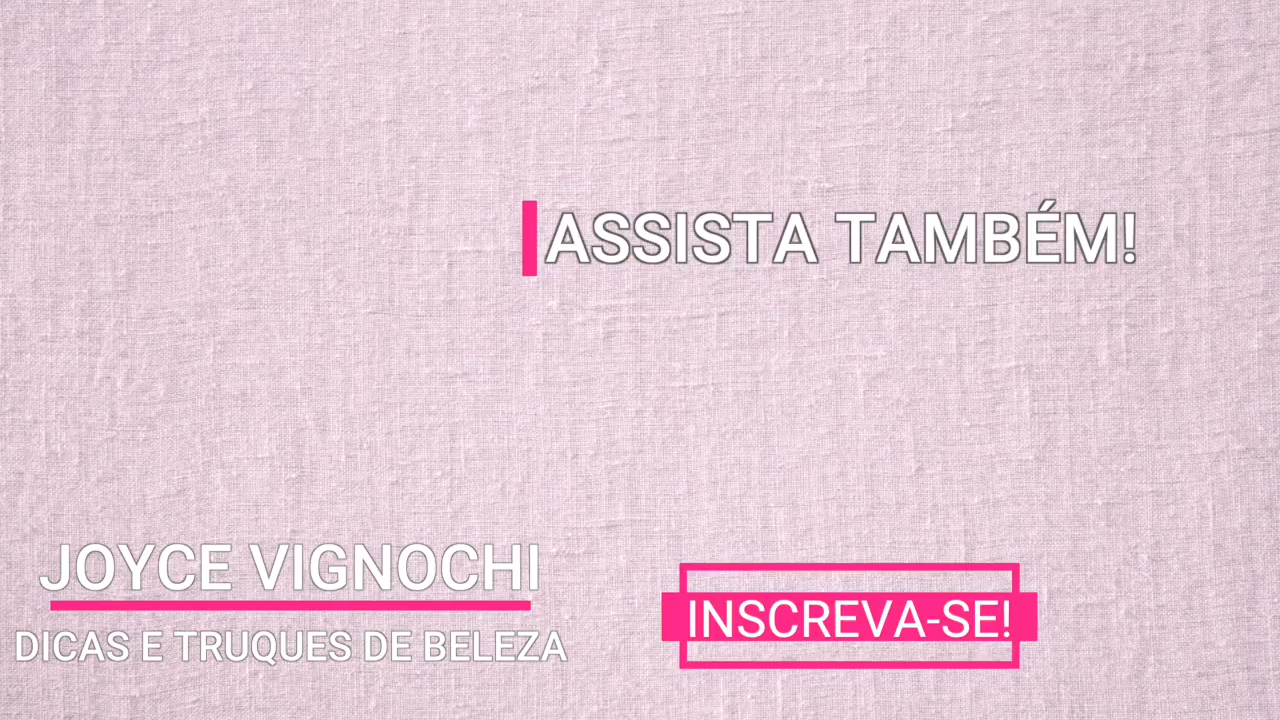 ASSISTA TAMBÉM!
JOYCE VIGNOCHI
DICAS E TRUQUES DE BELEZA
INSCREVA-SE!